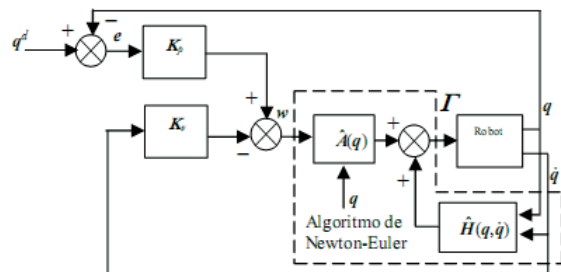 −
q^d
+
e
K_p
+
K_v
−
w
Â(q)
q
+
+
Γ
Robot
q
q̇
Ĥ(q,q̇)
Algoritmo de
Newton-Euler